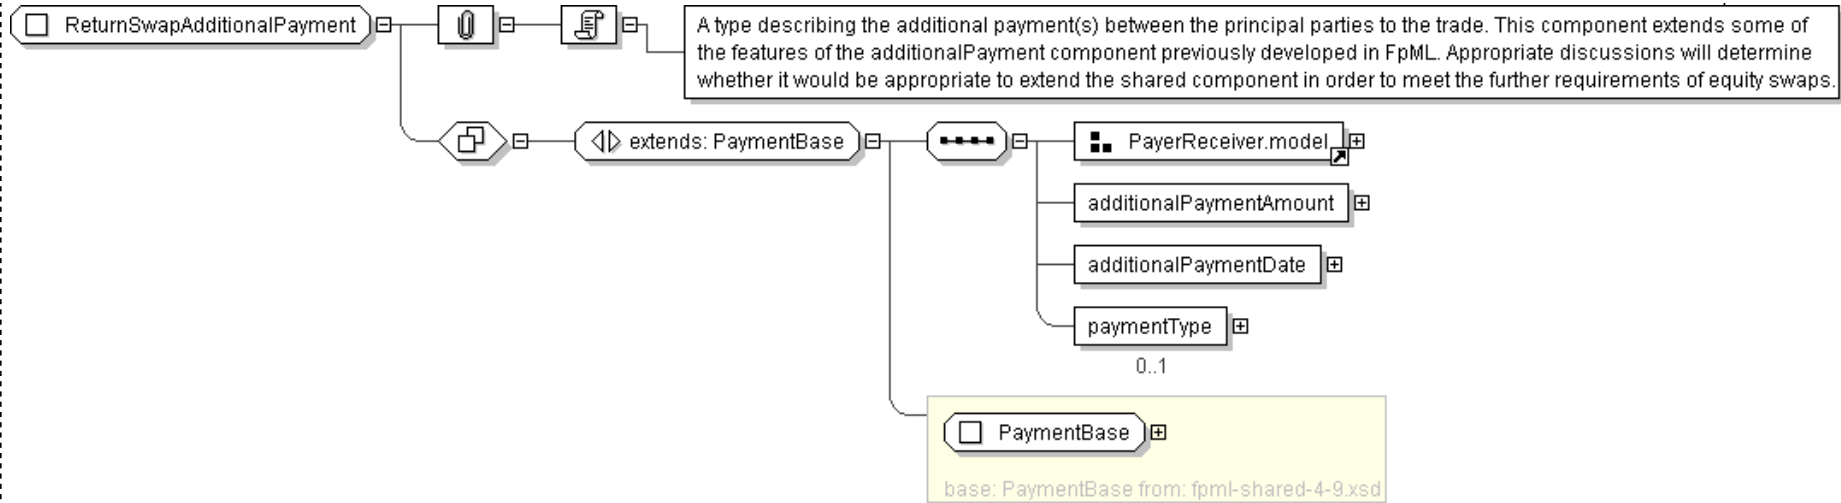 ReturnSwapAdditionalPayment
A type describing the additional payment(s) between the principal parties to the trade. This component extends some of
the features of the additionalPayment component previously developed in FpML. Appropriate discussions will determine
whether it would be appropriate to extend the shared component in order to meet the further requirements of equity swaps.
extends: PaymentBase
PayerReceiver.model
additionalPaymentAmount
additionalPaymentDate
paymentType
0..1
PaymentBase
base: PaymentBase from: fpml-shared-4-9.xsd